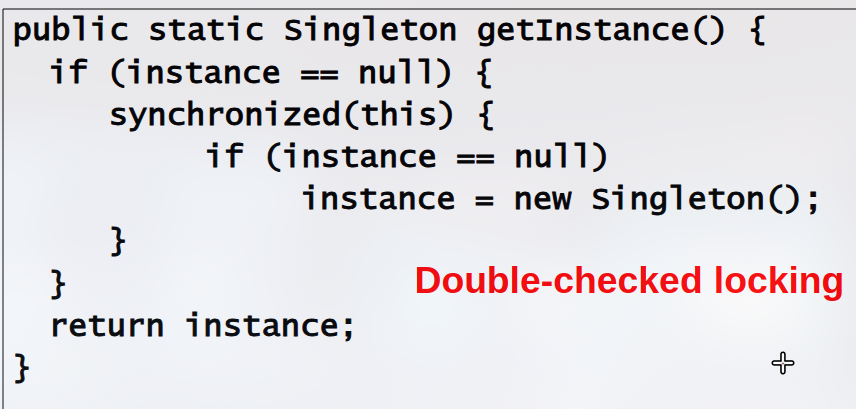 public static Singleton getInstance() {
if (instance == null) {
synchronized(this) {
if (instance == null)
instance = new Singleton();
}
}
Double-checked locking
return instance;
}